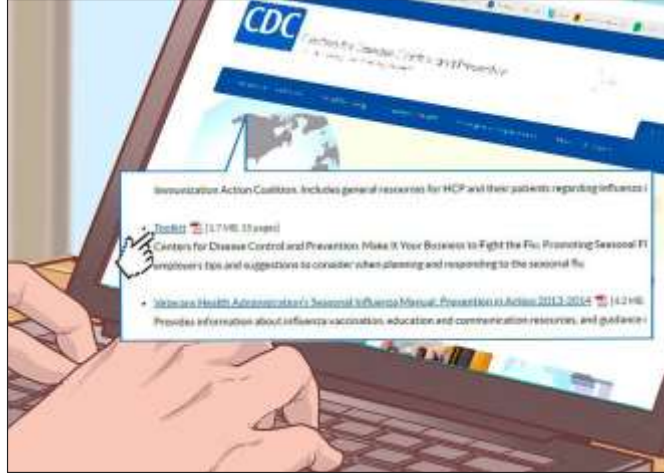 CDC
Centers for Disease Control and Prevention
Immunization Action Coalition. Includes general resources for HCP and their patients regarding influenza i
Toolkit [1.7 MB, 33 pages]
Centers for Disease Control and Prevention. Make It Your Business to Fight the Flu: Promoting Seasonal Fl
employers tips and suggestions to consider when planning and responding to the seasonal flu
Veterans Health Administration's Seasonal Influenza Manual: Prevention in Action 2013-2014 [4.2 MB
Provides information about influenza vaccination, education and communication resources, and guidance i